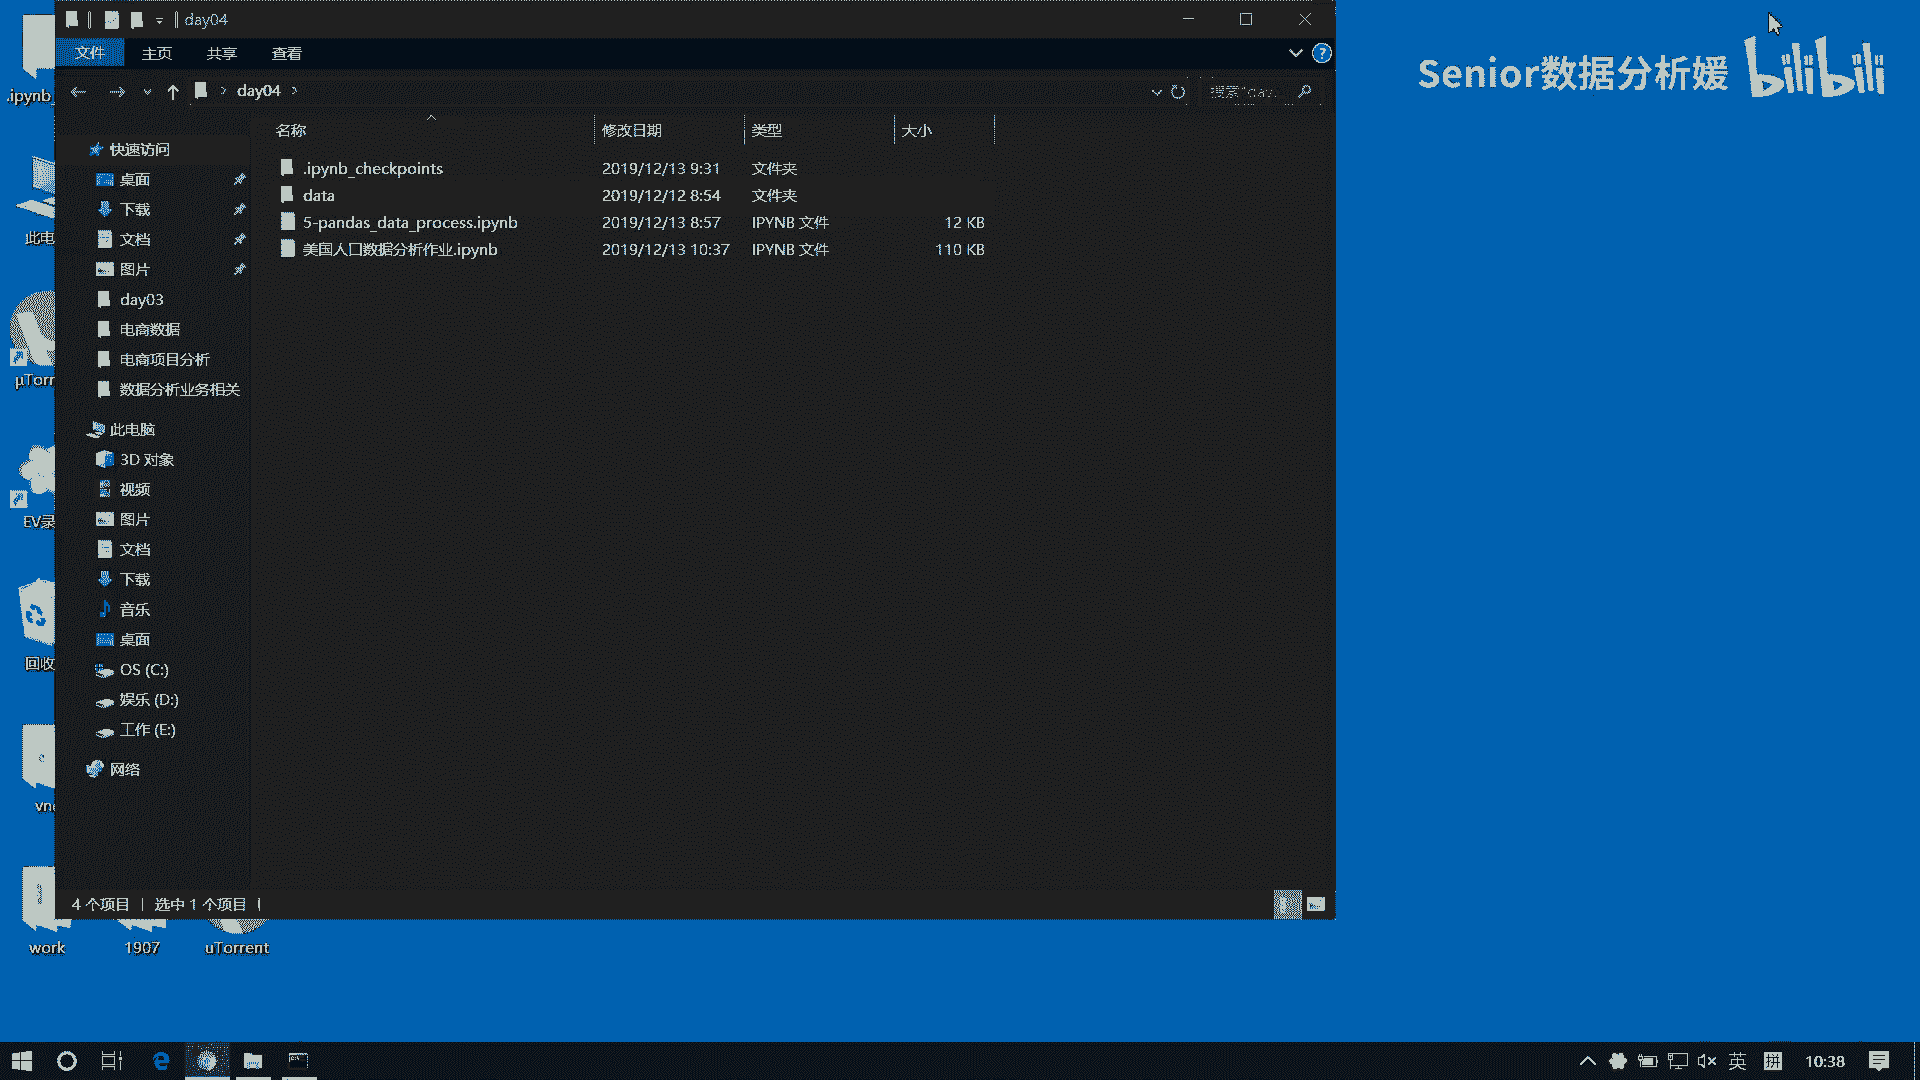 day04
文件
主页
共享
查看
day04
搜索"day...
名称
修改日期
类型
大小
.ipynb_checkpoints
2019/12/13 9:31
文件夹
data
2019/12/12 8:54
文件夹
5-pandas_data_process.ipynb
2019/12/13 8:57
IPYNB 文件
12 KB
美国人口数据分析作业.ipynb
2019/12/13 10:37
IPYNB 文件
110 KB
快速访问
桌面
下载
文档
图片
day03
电商数据
电商项目分析
数据分析业务相关
此电脑
3D 对象
视频
图片
文档
下载
音乐
桌面
OS (C:)
娱乐 (D:)
工作 (E:)
网络
4 个项目
选中 1 个项目
.ipynb_
此电
μTorr
EV录
回收
vnc
work
1907
uTorrent
Senior数据分析媛
bilibili
英
拼
10:38